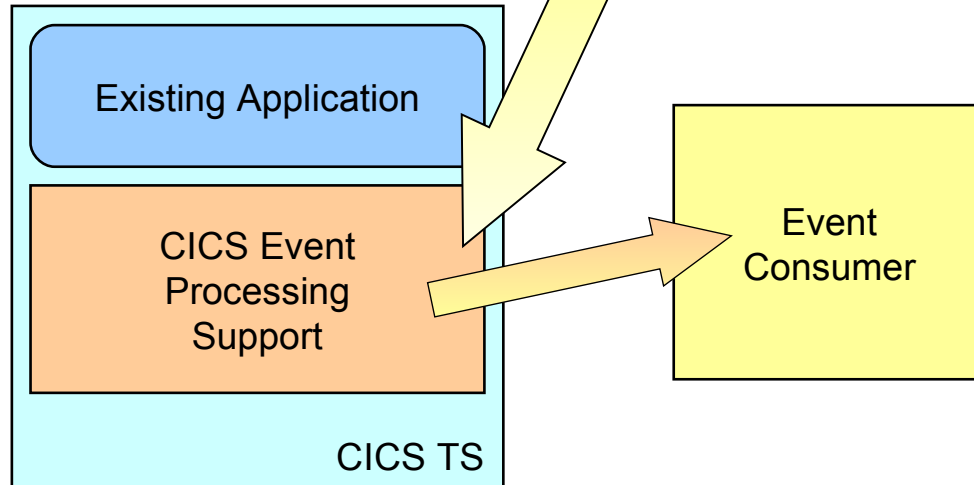 Existing Application
CICS Event
Processing
Support
Event
Consumer
CICS TS